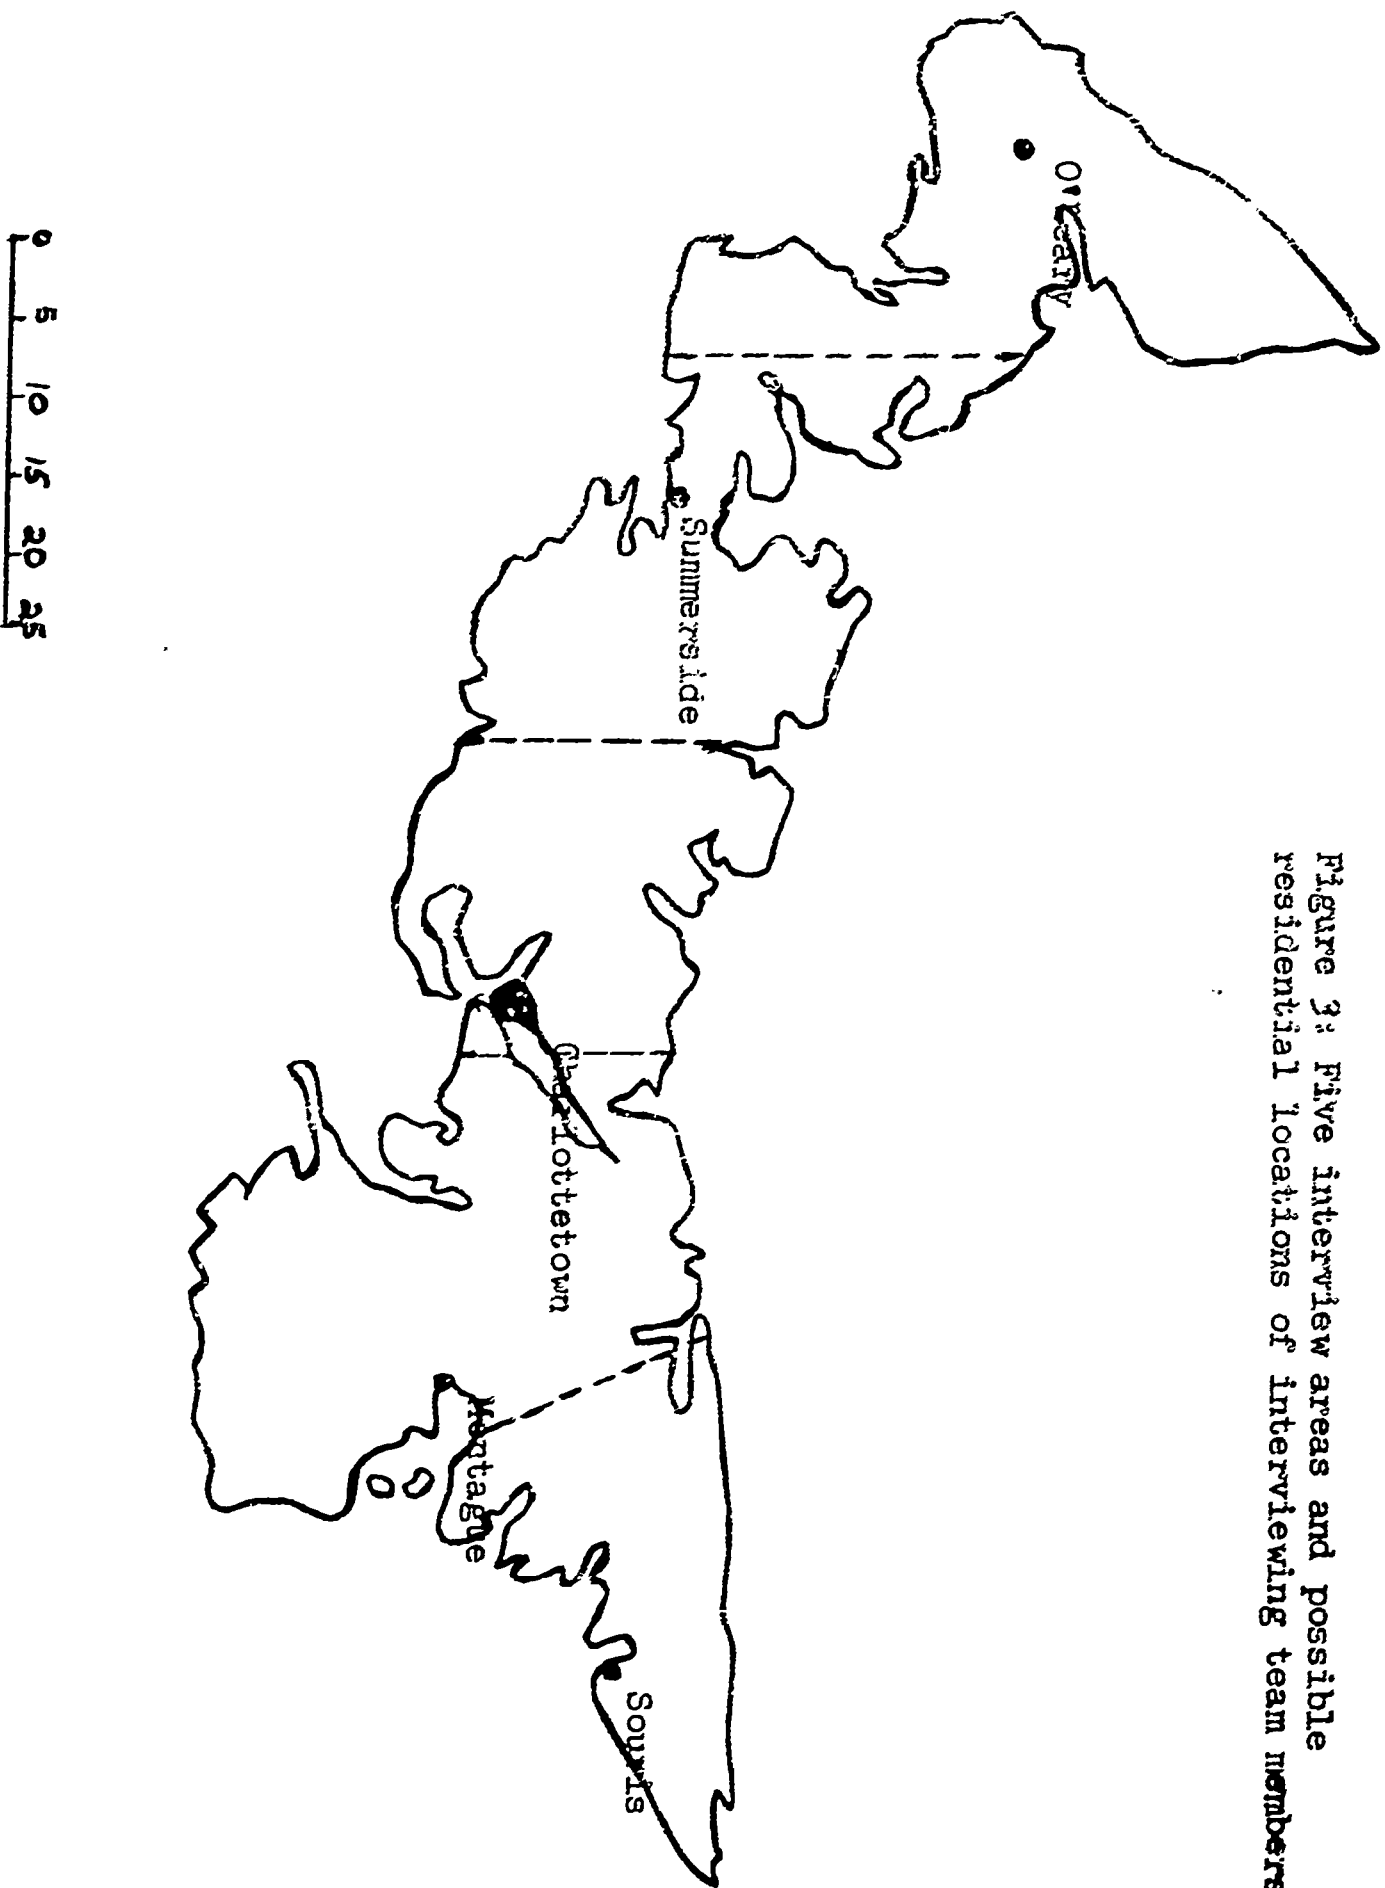 Figure 3: Five interview areas and possible
residential locations of interviewing team members
O'Leary
Summerside
Charlottetown
Montague
Souris
0 5 10 15 20 25